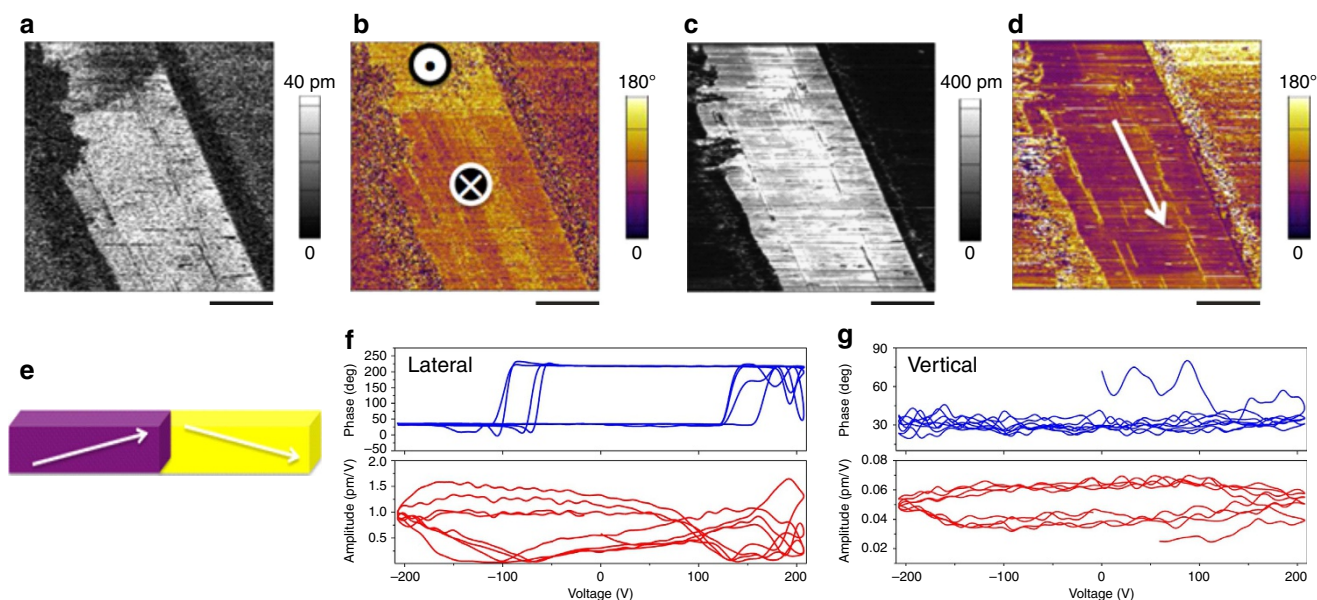 a
b
c
d
40 pm
0
180°
0
400 pm
0
180°
0
e
f
Lateral
250
200
150
100
50
0
−50
Phase (deg)
2.0
1.5
1.0
0.5
Amplitude (pm/V)
−200
−100
0
100
200
Voltage (V)
g
Vertical
90
60
30
Phase (deg)
0.08
0.06
0.04
0.02
Amplitude (pm/V)
−200
−100
0
100
200
Voltage (V)